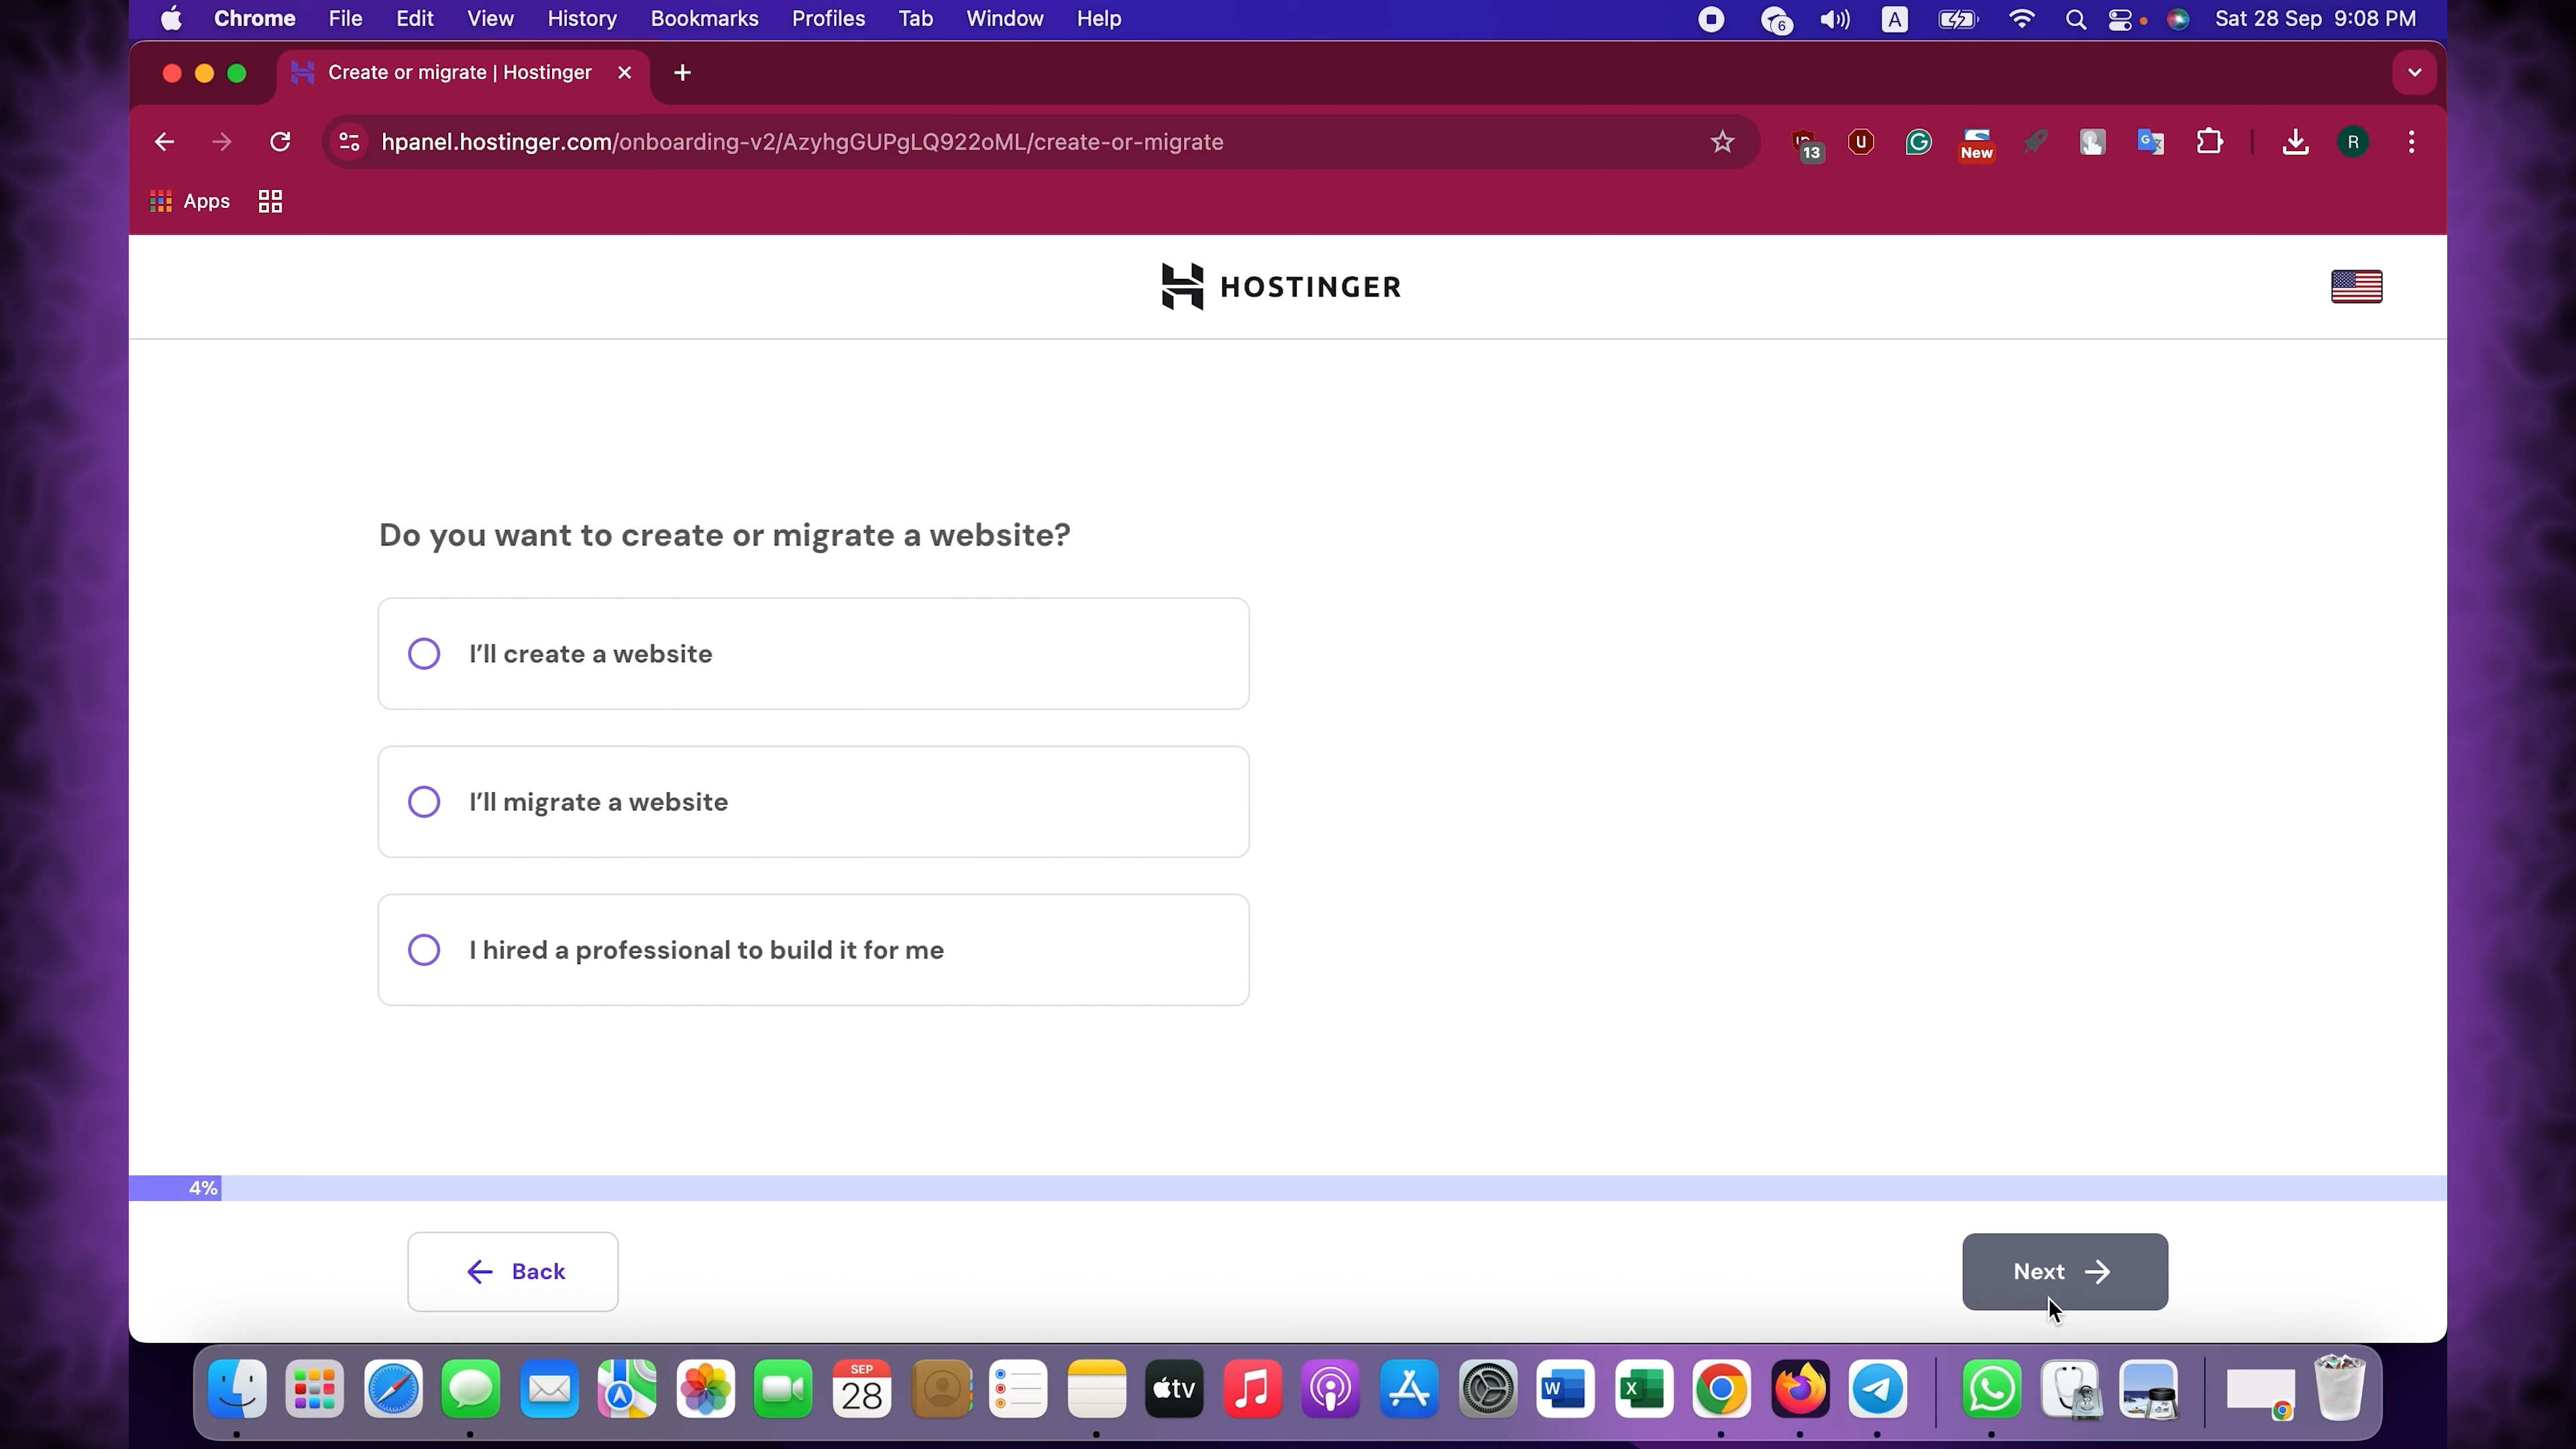 Chrome File Edit View History Bookmarks Profiles Tab Window Help 6 A Sat 28 Sep 9:08 PM
Create or migrate | Hostinger
hpanel.hostinger.com/onboarding-v2/AzyhgGUPgLQ922oML/create-or-migrate 13 U G New G R
Apps
HOSTINGER
Do you want to create or migrate a website?
I'll create a website
I'll migrate a website
I hired a professional to build it for me
4%
Back
Next
SEP
28
tv
W
X